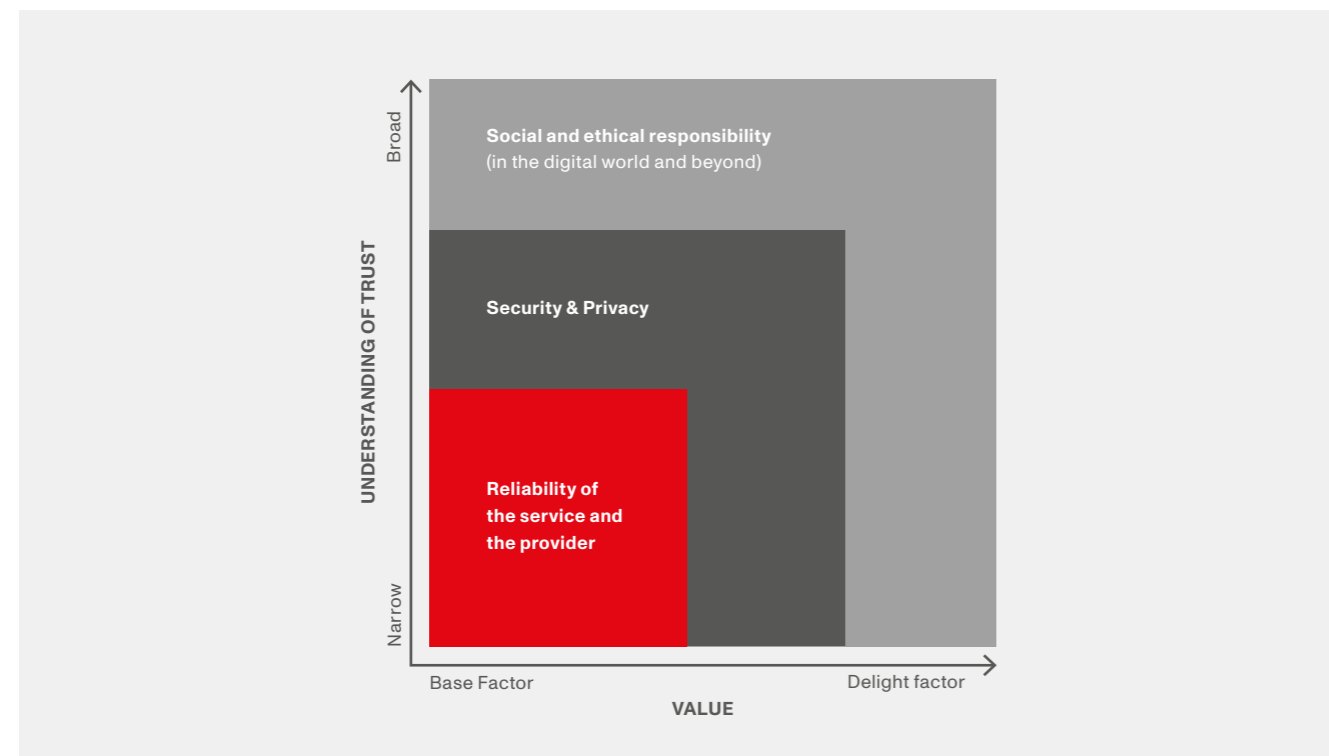 Broad
Social and ethical responsibility
(in the digital world and beyond)
UNDERSTANDING OF TRUST
Security & Privacy
Reliability of
the service and
the provider
Narrow
Base Factor
Delight factor
VALUE